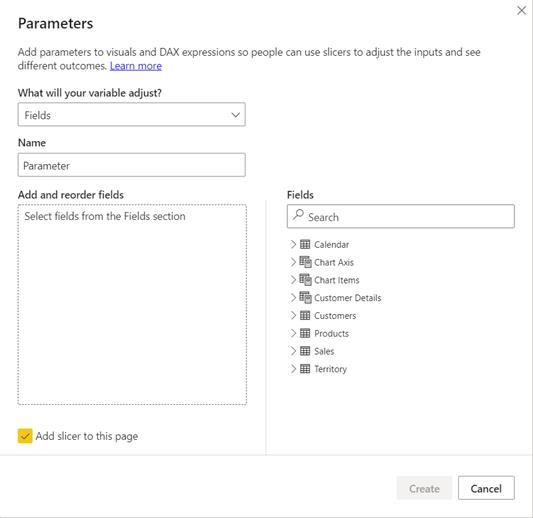 Parameters
Add parameters to visuals and DAX expressions so people can use slicers to adjust the inputs and see
different outcomes. Learn more
What will your variable adjust?
Fields
Name
Parameter
Add and reorder fields
Select fields from the Fields section
Fields
Search
Calendar
Chart Axis
Chart Items
Customer Details
Customers
Products
Sales
Territory
Add slicer to this page
Create
Cancel